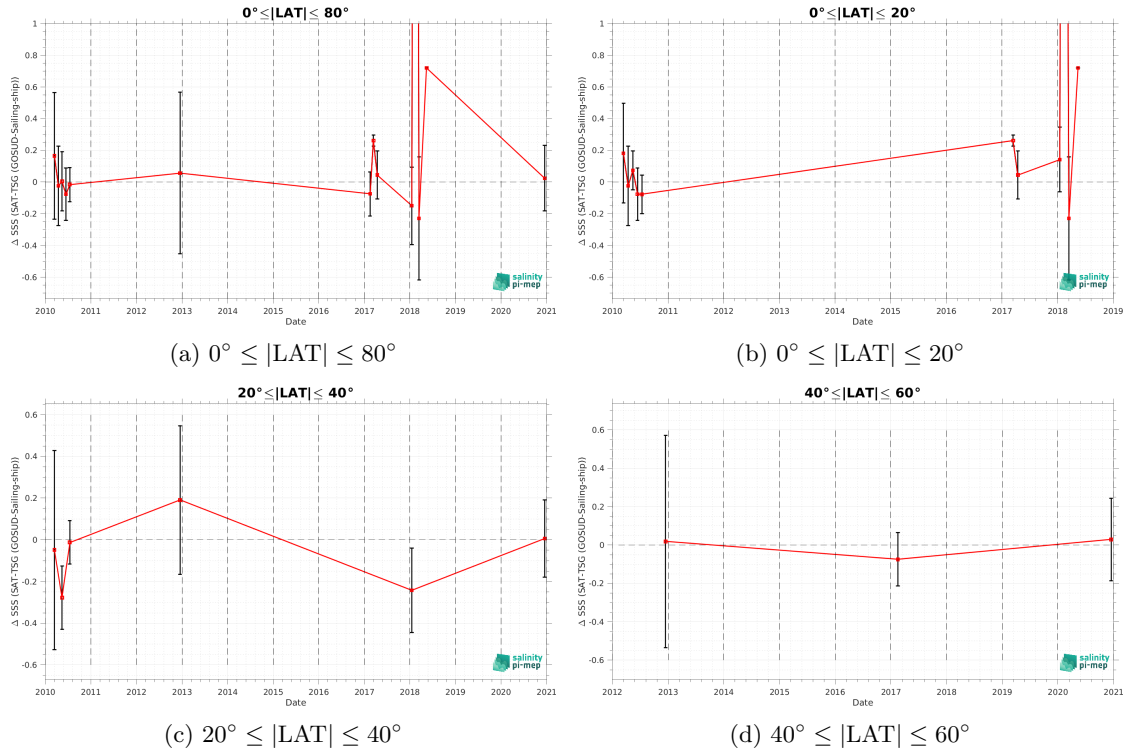 0°≤|LAT|≤ 80°
Δ SSS (SAT-TSG (GOSUD-Sailing-ship))
1
0.8
0.6
0.4
0.2
0
-0.2
-0.4
-0.6
salinity
pi-mep
2010 2011 2012 2013 2014 2015 2016 2017 2018 2019 2020 2021
Date
(a) 0° ≤ |LAT| ≤ 80°
0°≤|LAT|≤ 20°
Δ SSS (SAT-TSG (GOSUD-Sailing-ship))
1
0.8
0.6
0.4
0.2
0
-0.2
-0.4
-0.6
salinity
pi-mep
2010 2011 2012 2013 2014 2015 2016 2017 2018 2019
Date
(b) 0° ≤ |LAT| ≤ 20°
20°≤|LAT|≤ 40°
Δ SSS (SAT-TSG (GOSUD-Sailing-ship))
0.6
0.4
0.2
0
-0.2
-0.4
-0.6
salinity
pi-mep
2010 2011 2012 2013 2014 2015 2016 2017 2018 2019 2020 2021
Date
(c) 20° ≤ |LAT| ≤ 40°
40°≤|LAT|≤ 60°
Δ SSS (SAT-TSG (GOSUD-Sailing-ship))
0.6
0.4
0.2
0
-0.2
-0.4
-0.6
salinity
pi-mep
2012 2013 2014 2015 2016 2017 2018 2019 2020 2021
Date
(d) 40° ≤ |LAT| ≤ 60°